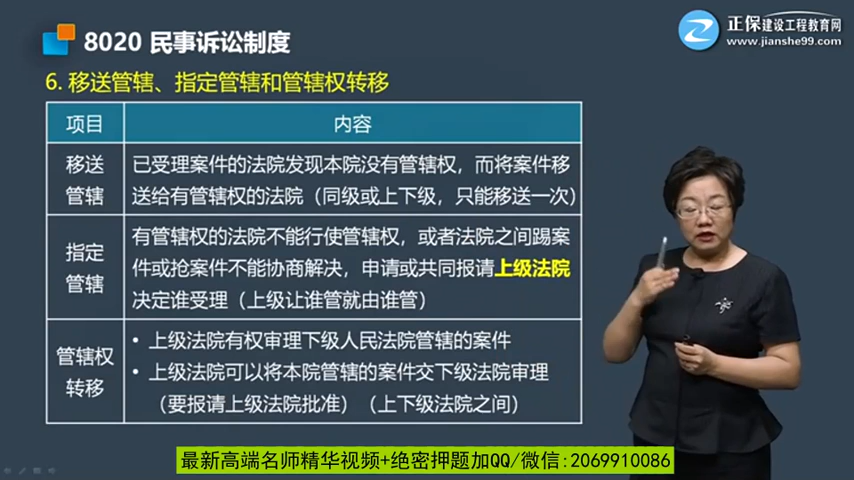 正保建设工程教育网
www.jianshe99.com
8020 民事诉讼制度
6. 移送管辖、指定管辖和管辖权转移
项目
内容
移送
管辖
已受理案件的法院发现本院没有管辖权，而将案件移
送给有管辖权的法院（同级或上下级，只能移送一次）
指定
管辖
有管辖权的法院不能行使管辖权，或者法院之间踢案
件或抢案件不能协商解决，申请或共同报请上级法院
决定谁受理（上级让谁管就由谁管）
管辖权
转移
• 上级法院有权审理下级人民法院管辖的案件
• 上级法院可以将本院管辖的案件交下级法院审理
（要报请上级法院批准）（上下级法院之间）
最新高端名师精华视频+绝密押题加QQ/微信:2069910086